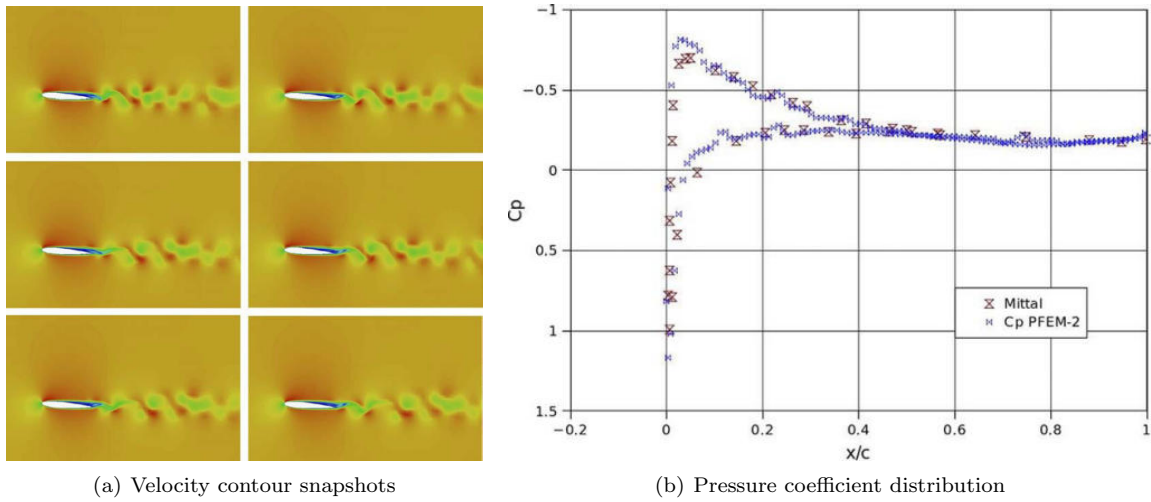 −1
−0.5
0
0.5
1
1.5
Cp
−0.2
0
0.2
0.4
0.6
0.8
1
x/c
Mittal
Cp PFEM-2
(a) Velocity contour snapshots
(b) Pressure coefficient distribution